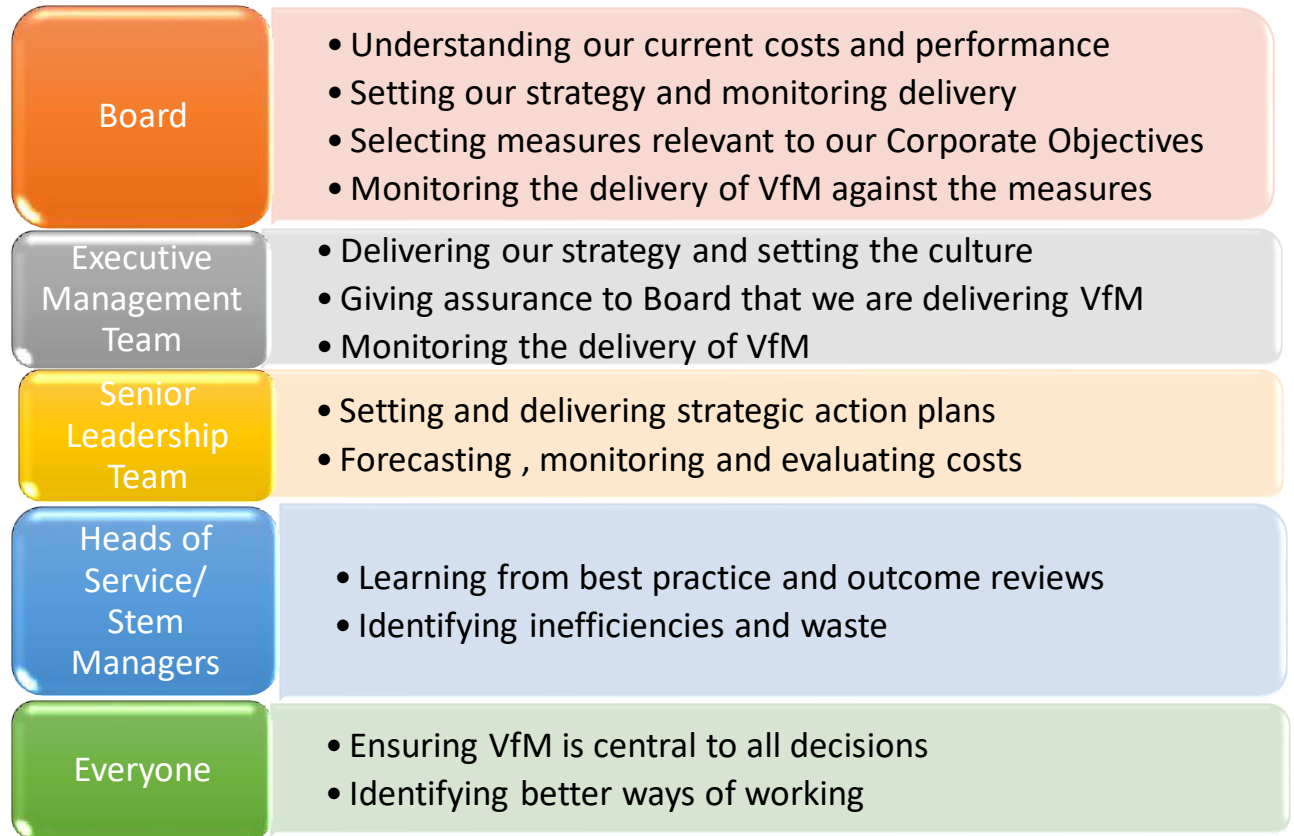 Board
• Understanding our current costs and performance
• Setting our strategy and monitoring delivery
• Selecting measures relevant to our Corporate Objectives
• Monitoring the delivery of VfM against the measures
Executive
Management
Team
• Delivering our strategy and setting the culture
• Giving assurance to Board that we are delivering VfM
• Monitoring the delivery of VfM
Senior
Leadership
Team
• Setting and delivering strategic action plans
• Forecasting , monitoring and evaluating costs
Heads of
Service/
Stem
Managers
• Learning from best practice and outcome reviews
• Identifying inefficiencies and waste
Everyone
• Ensuring VfM is central to all decisions
• Identifying better ways of working